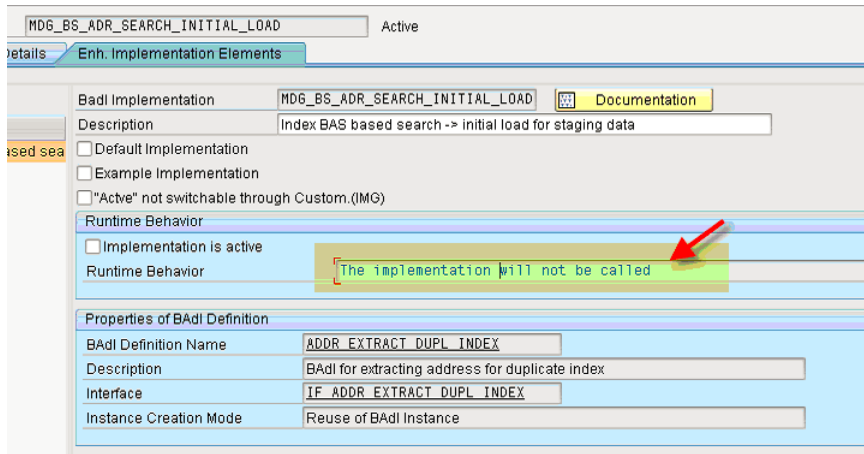 MDG_BS_ADR_SEARCH_INITIAL_LOAD Active
Details Enh. Implementation Elements
BAdI Implementation MDG_BS_ADR_SEARCH_INITIAL_LOAD Documentation
Description Index BAS based search -> initial load for staging data
ased sea Default Implementation
Example Implementation
"Actve" not switchable through Custom.(IMG)
Runtime Behavior
Implementation is active
Runtime Behavior The implementation will not be called
Properties of BAdI Definition
BAdI Definition Name ADDR_EXTRACT_DUPL_INDEX
Description BAdI for extracting address for duplicate index
Interface IF_ADDR_EXTRACT_DUPL_INDEX
Instance Creation Mode Reuse of BAdI Instance